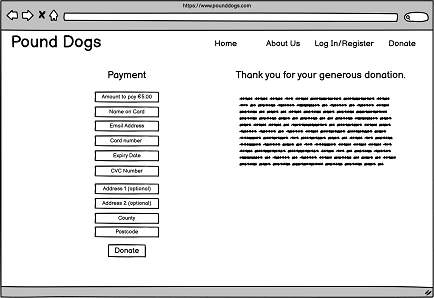 https://www.pounddogs.com
Pound Dogs
Home About Us Log In/Register Donate
Payment
Amount to pay €5.00
Name on Card
Email Address
Card number
Expiry Date
CVC Number
Address 1 (optional)
Address 2 (optional)
County
Postcode
Donate
Thank you for your generous donation.